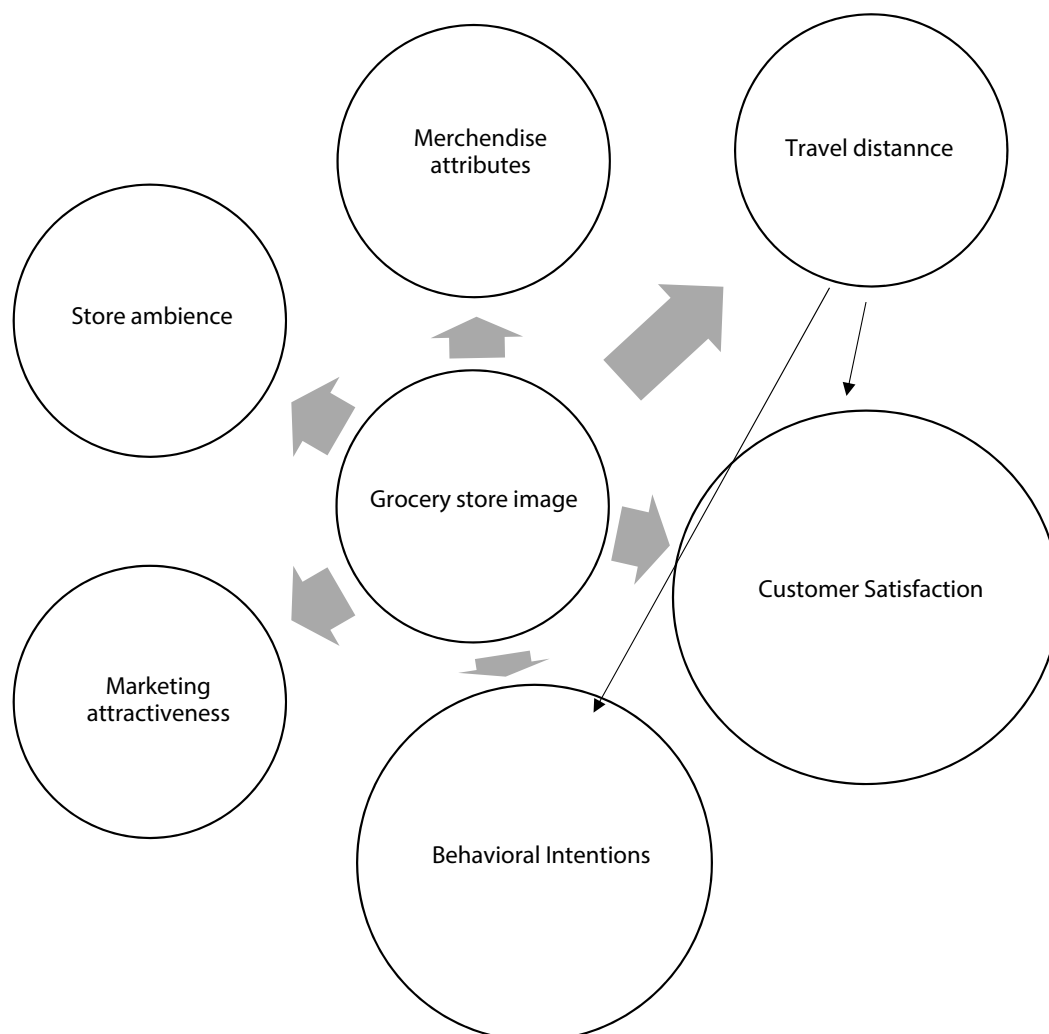 Merchendise
attributes
Travel distannce
Store ambience
Grocery store image
Customer Satisfaction
Marketing
attractiveness
Behavioral Intentions